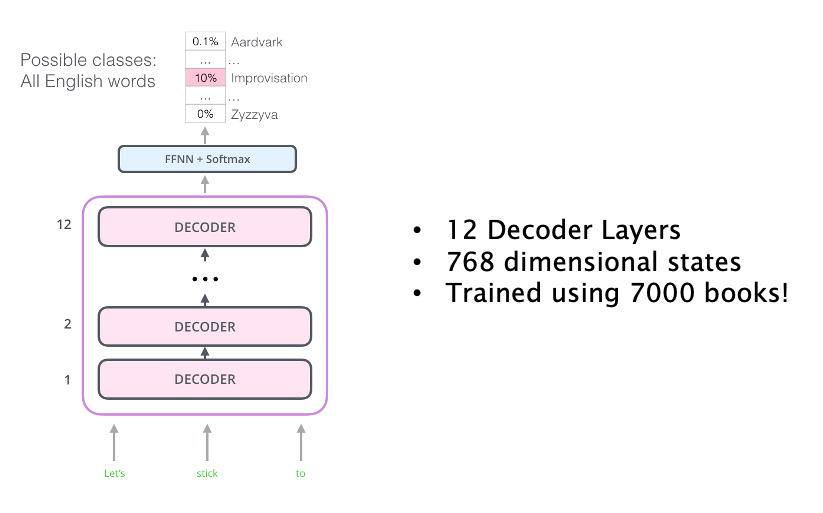 Possible classes:
All English words
0.1% Aardvark
... ...
10% Improvisation
... ...
0% Zyzzyva
FFNN + Softmax
12 DECODER
...
2 DECODER
1 DECODER
Let's stick to
• 12 Decoder Layers
• 768 dimensional states
• Trained using 7000 books!